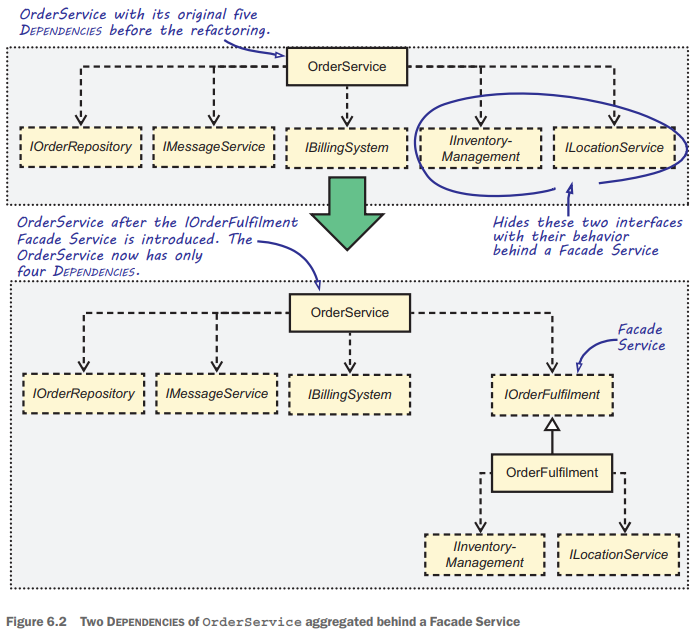 OrderService with its original five
DEPENDENCIES before the refactoring.
OrderService
IOrderRepository
IMessageService
IBillingSystem
IInventory-
Management
ILocationService
OrderService after the IOrderFulfilment
Facade Service is introduced. The
OrderService now has only
four DEPENDENCIES.
Hides these two interfaces
with their behavior
behind a Facade Service
OrderService
Facade
Service
IOrderRepository
IMessageService
IBillingSystem
IOrderFulfilment
OrderFulfilment
IInventory-
Management
ILocationService
Figure 6.2 Two DEPENDENCIES of OrderService aggregated behind a Facade Service